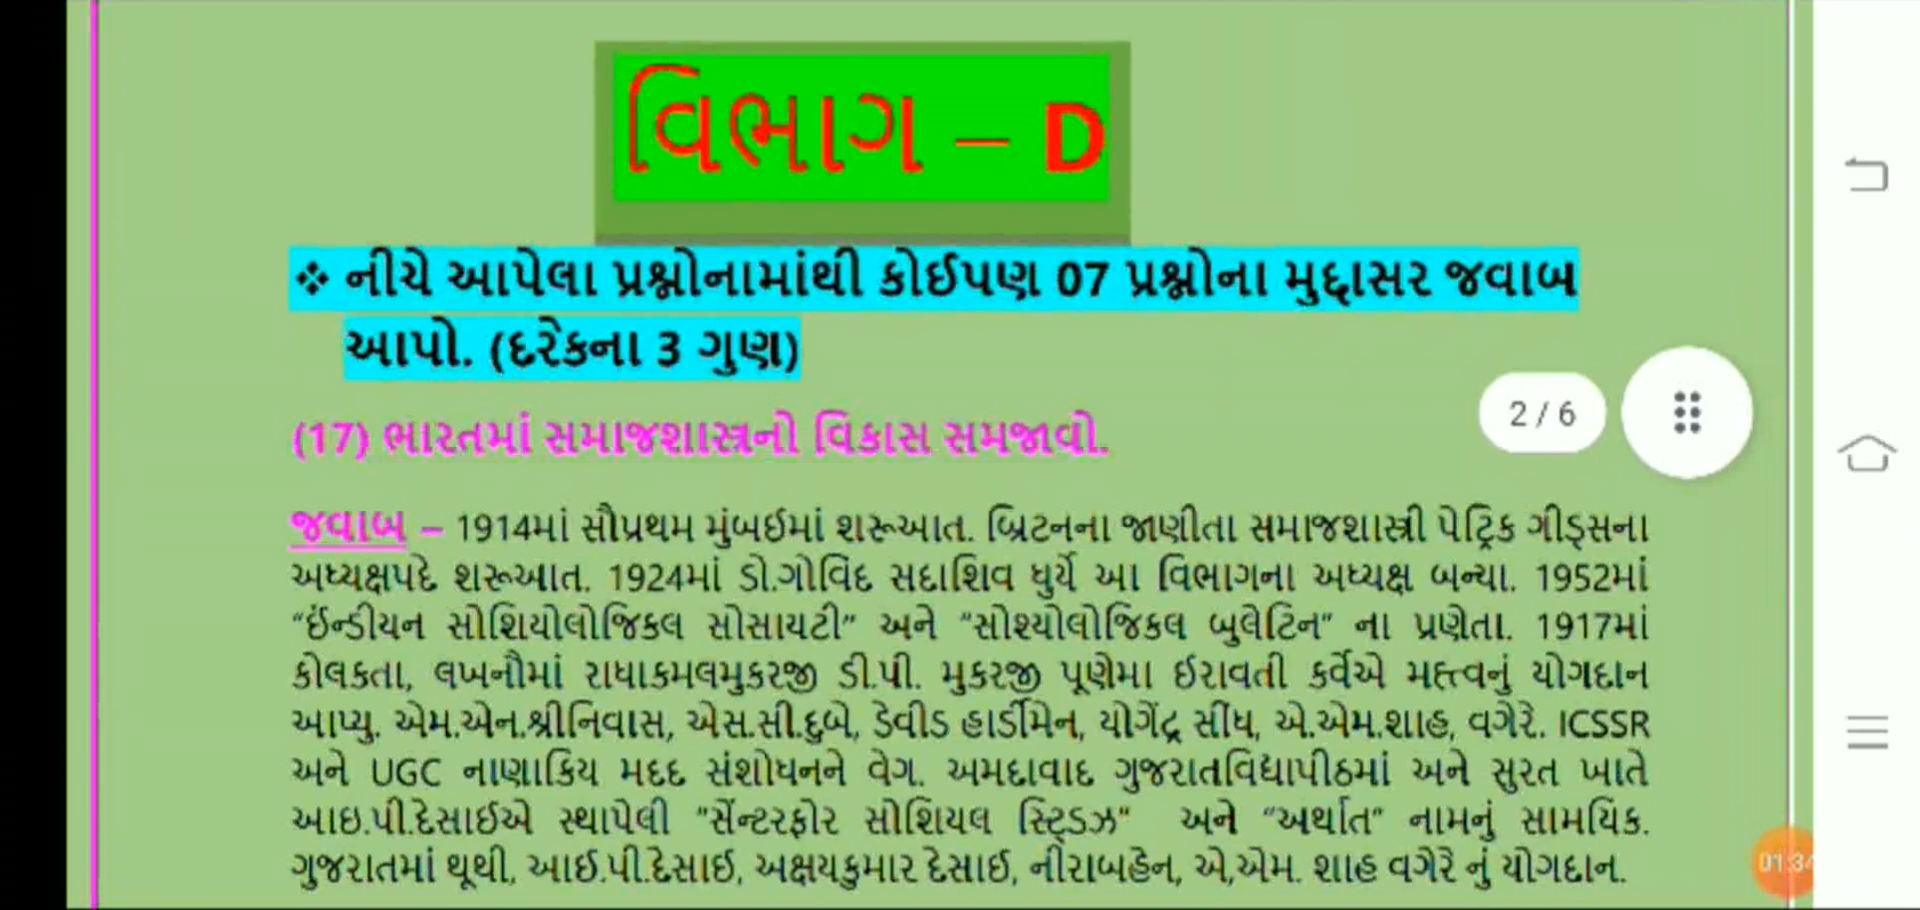 વિભાગ – D
❖ નીચે આપેલા પ્રશ્નોનામાંથી કોઈપણ 07 પ્રશ્નોના મુદ્દાસર જવાબ
આપો. (દરેકના 3 ગુણ)
2 / 6
(17) ભારતમાં સમાજશાસ્ત્રનો વિકાસ સમજાવો.
જવાબ – 1914માં સૌપ્રથમ મુંબઈમાં શરૂઆત. બ્રિટનના જાણીતા સમાજશાસ્ત્રી પેટ્રિક ગીડ્સના
અધ્યક્ષપદે શરૂઆત. 1924માં ડો.ગોવિંદ સદાશિવ ધુર્યે આ વિભાગના અધ્યક્ષ બન્યા. 1952માં
“ઈન્ડીયન સોશિયોલોજિકલ સોસાયટી” અને “સોશ્યોલોજિકલ બુલેટિન” ના પ્રણેતા. 1917માં
કોલકતા, લખનૌમાં રાધાકમલમુકરજી ડી.પી. મુકરજી પૂણેમા ઈરાવતી કર્વેએ મહ્ત્વનું યોગદાન
આપ્યુ. એમ.એન.શ્રીનિવાસ, એસ.સી.દુબે, ડેવીડ હાર્ડીમેન, યોગેંદ્ર સીંધ, એ.એમ.શાહ, વગેરે. ICSSR
અને UGC નાણાકિય મદદ સંશોધનને વેગ. અમદાવાદ ગુજરાતવિદ્યાપીઠમાં અને સુરત ખાતે
આઇ.પી.દેસાઈએ સ્થાપેલી “સેંન્ટરફોર સોશિયલ સ્ટિડઝ” અને “અર્થાત” નામનું સામયિક.
ગુજરાતમાં થૂથી, આઈ.પી.દેસાઈ, અક્ષયકુમાર દેસાઈ, નીરાબહેન, એ,એમ. શાહ વગેરે નું યોગદાન.
01:34